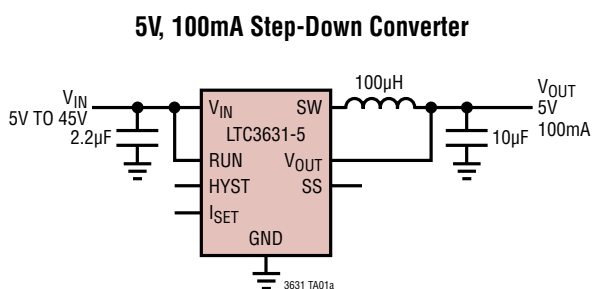 5V, 100mA Step-Down Converter
VIN
5V TO 45V
2.2µF
VIN
SW
LTC3631-5
RUN
VOUT
HYST
SS
ISET
GND
100µH
VOUT
5V
100mA
10µF
3631 TA01a